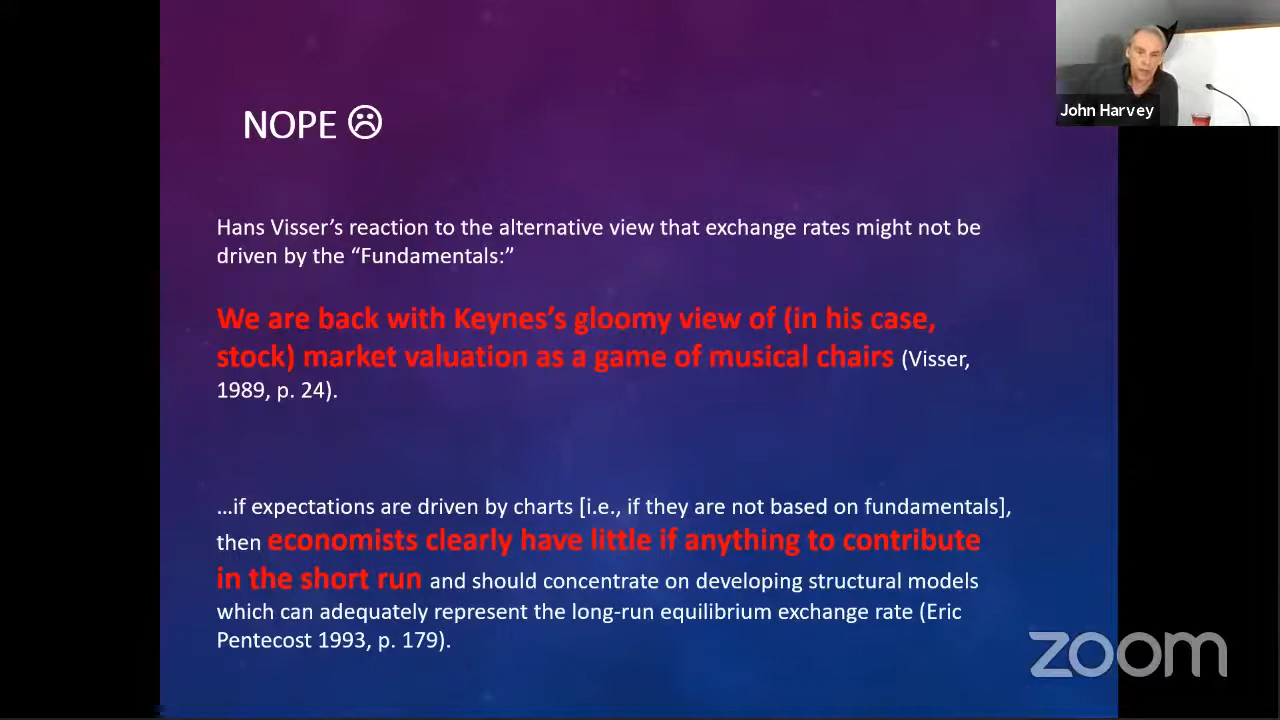 NOPE ☹
John Harvey
Hans Visser’s reaction to the alternative view that exchange rates might not be
driven by the “Fundamentals:”
We are back with Keynes’s gloomy view of (in his case,
stock) market valuation as a game of musical chairs (Visser,
1989, p. 24).
…if expectations are driven by charts [i.e., if they are not based on fundamentals],
then economists clearly have little if anything to contribute
in the short run and should concentrate on developing structural models
which can adequately represent the long-run equilibrium exchange rate (Eric
Pentecost 1993, p. 179).
zoom